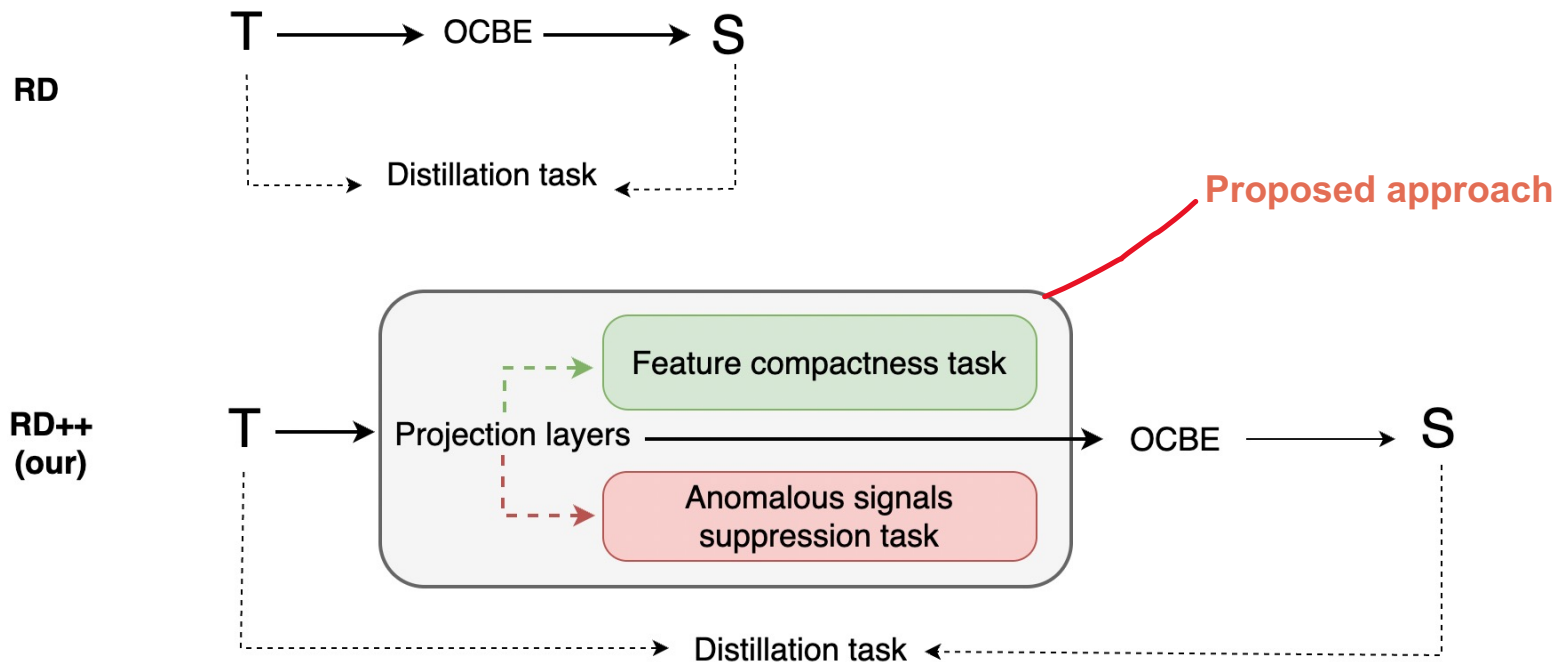 T
OCBE
S
RD
Distillation task
Proposed approach
Feature compactness task
RD++
(our)
T
Projection layers
OCBE
S
Anomalous signals
suppression task
Distillation task